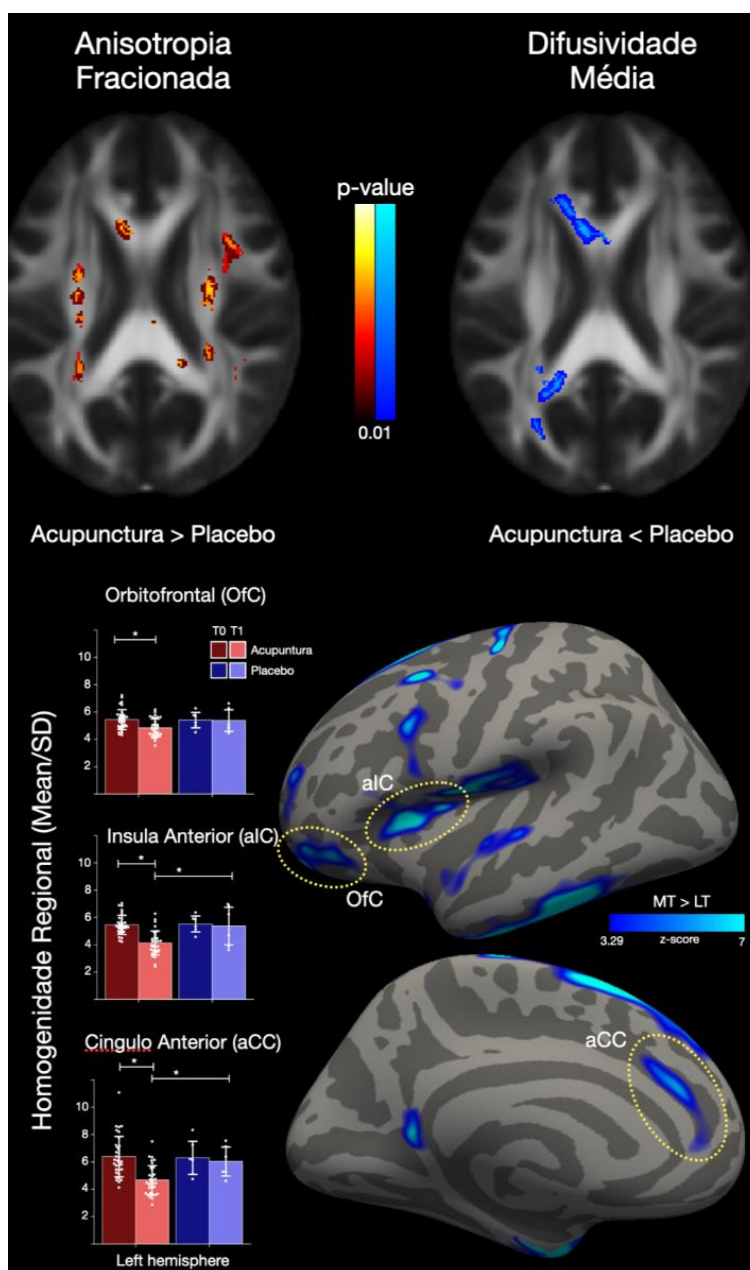 Anisotropia
Fracionada
Difusividade
Média
p-value
0.01
Acupunctura > Placebo
Acupunctura < Placebo
Homogenidade Regional (Mean/SD)
Orbitofrontal (OfC)
T0 T1
Acupuntura
Placebo
*
10
8
6
4
2
Insula Anterior (aIC)
* *
10
8
6
4
2
Cingulo Anterior (aCC)
* *
10
8
6
4
2
Left hemisphere
aIC
OfC
MT > LT
3.29 z-score 7
aCC